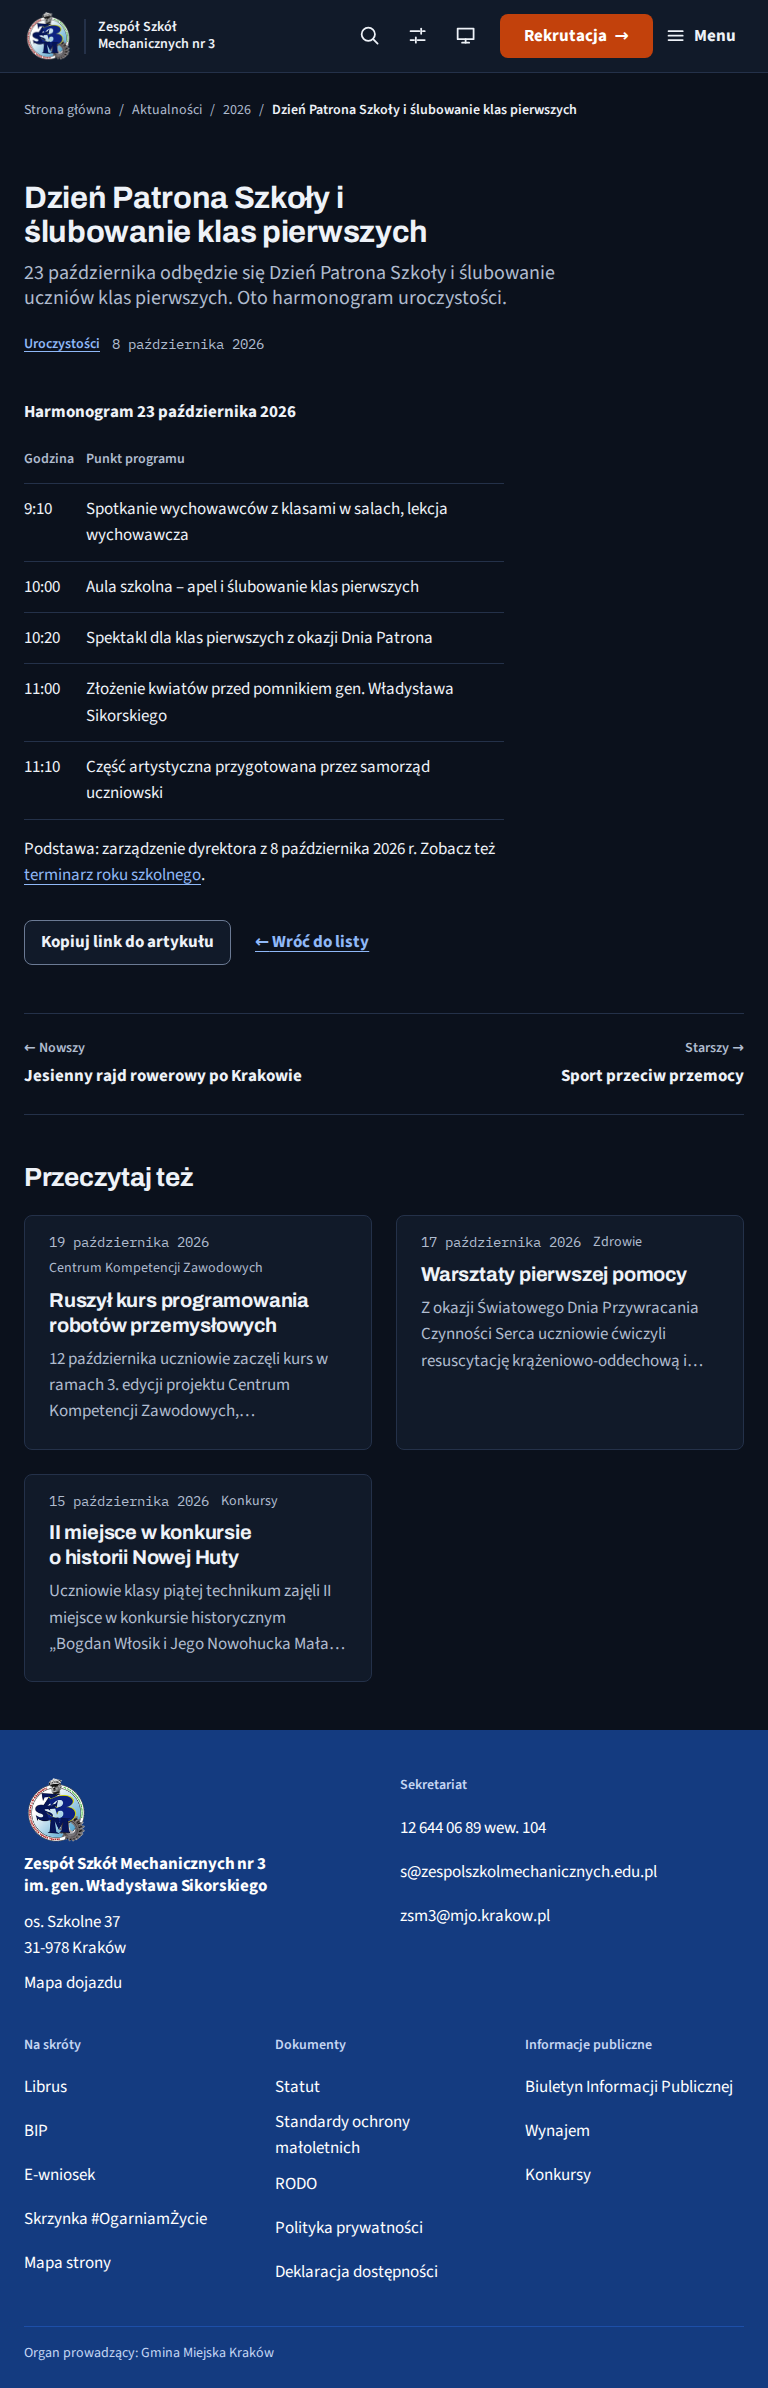 Zespół Szkół
Mechanicznych nr 3
Rekrutacja →
Menu
Strona główna / Aktualności / 2026 / Dzień Patrona Szkoły i ślubowanie klas pierwszych
Dzień Patrona Szkoły i
ślubowanie klas pierwszych
23 października odbędzie się Dzień Patrona Szkoły i ślubowanie
uczniów klas pierwszych. Oto harmonogram uroczystości.
Uroczystości 8 października 2026
Harmonogram 23 października 2026
Godzina Punkt programu
9:10 Spotkanie wychowawców z klasami w salach, lekcja
wychowawcza
10:00 Aula szkolna – apel i ślubowanie klas pierwszych
10:20 Spektakl dla klas pierwszych z okazji Dnia Patrona
11:00 Złożenie kwiatów przed pomnikiem gen. Władysława
Sikorskiego
11:10 Część artystyczna przygotowana przez samorząd
uczniowski
Podstawa: zarządzenie dyrektora z 8 października 2026 r. Zobacz też
terminarz roku szkolnego.
Kopiuj link do artykułu
← Wróć do listy
← Nowszy
Jesienny rajd rowerowy po Krakowie
Starszy →
Sport przeciw przemocy
Przeczytaj też
19 października 2026
Centrum Kompetencji Zawodowych
Ruszył kurs programowania
robotów przemysłowych
12 października uczniowie zaczęli kurs w
ramach 3. edycji projektu Centrum
Kompetencji Zawodowych,…
17 października 2026 Zdrowie
Warsztaty pierwszej pomocy
Z okazji Światowego Dnia Przywracania
Czynności Serca uczniowie ćwiczyli
resuscytację krążeniowo-oddechową i…
15 października 2026 Konkursy
II miejsce w konkursie
o historii Nowej Huty
Uczniowie klasy piątej technikum zajęli II
miejsce w konkursie historycznym
„Bogdan Włosik i Jego Nowohucka Mała…
Zespół Szkół Mechanicznych nr 3
im. gen. Władysława Sikorskiego
os. Szkolne 37
31-978 Kraków
Mapa dojazdu
Sekretariat
12 644 06 89 wew. 104
s@zespolszkolmechanicznych.edu.pl
zsm3@mjo.krakow.pl
Na skróty
Librus
BIP
E-wniosek
Skrzynka #OgarniamŻycie
Mapa strony
Dokumenty
Statut
Standardy ochrony
małoletnich
RODO
Polityka prywatności
Deklaracja dostępności
Informacje publiczne
Biuletyn Informacji Publicznej
Wynajem
Konkursy
Organ prowadzący: Gmina Miejska Kraków